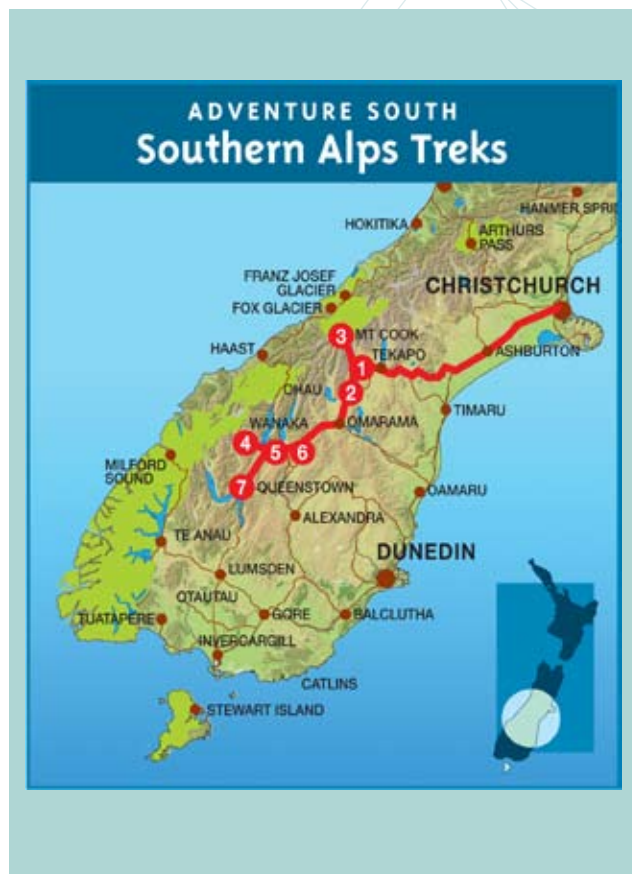 ADVENTURE SOUTH
Southern Alps Treks
HANMER SPRI
HOKITIKA
ARTHURS
PASS
FRANZ JOSEF
GLACIER
CHRISTCHURCH
FOX GLACIER
3
MT COOK
HAAST
1
TEKAPO
ASHBURTON
OHAU
2
TIMARU
WANAKA
OMARAMA
4
5
6
MILFORD
SOUND
7
QUEENSTOWN
OAMARU
ALEXANDRA
TE ANAU
DUNEDIN
LUMSDEN
OTAUTAU
TUATAPERE
GORE
BALCLUTHA
INVERCARGILL
CATLINS
STEWART ISLAND